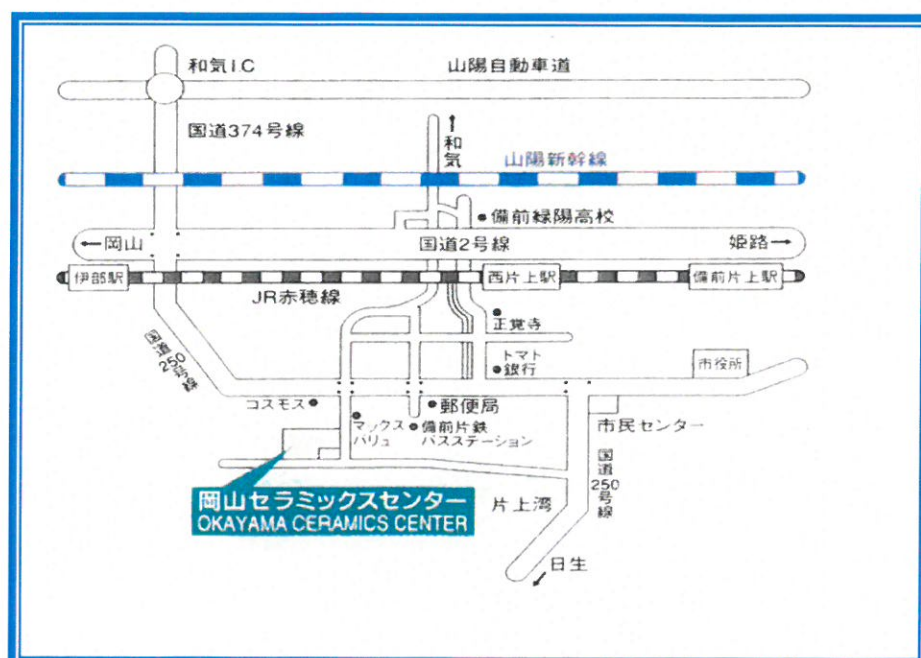 和気I.C
山陽自動車道
国道374号線
和気
山陽新幹線
備前緑陽高校
岡山
国道2号線
姫路
伊部駅
西片上駅
備前片上駅
JR赤穂線
正覚寺
国道250号線
トマト
銀行
市役所
コスモス
郵便局
マックス
バリュ
備前片鉄
バスステーション
市民センター
国道250号線
岡山セラミックスセンター
OKAYAMA CERAMICS CENTER
片上湾
日生